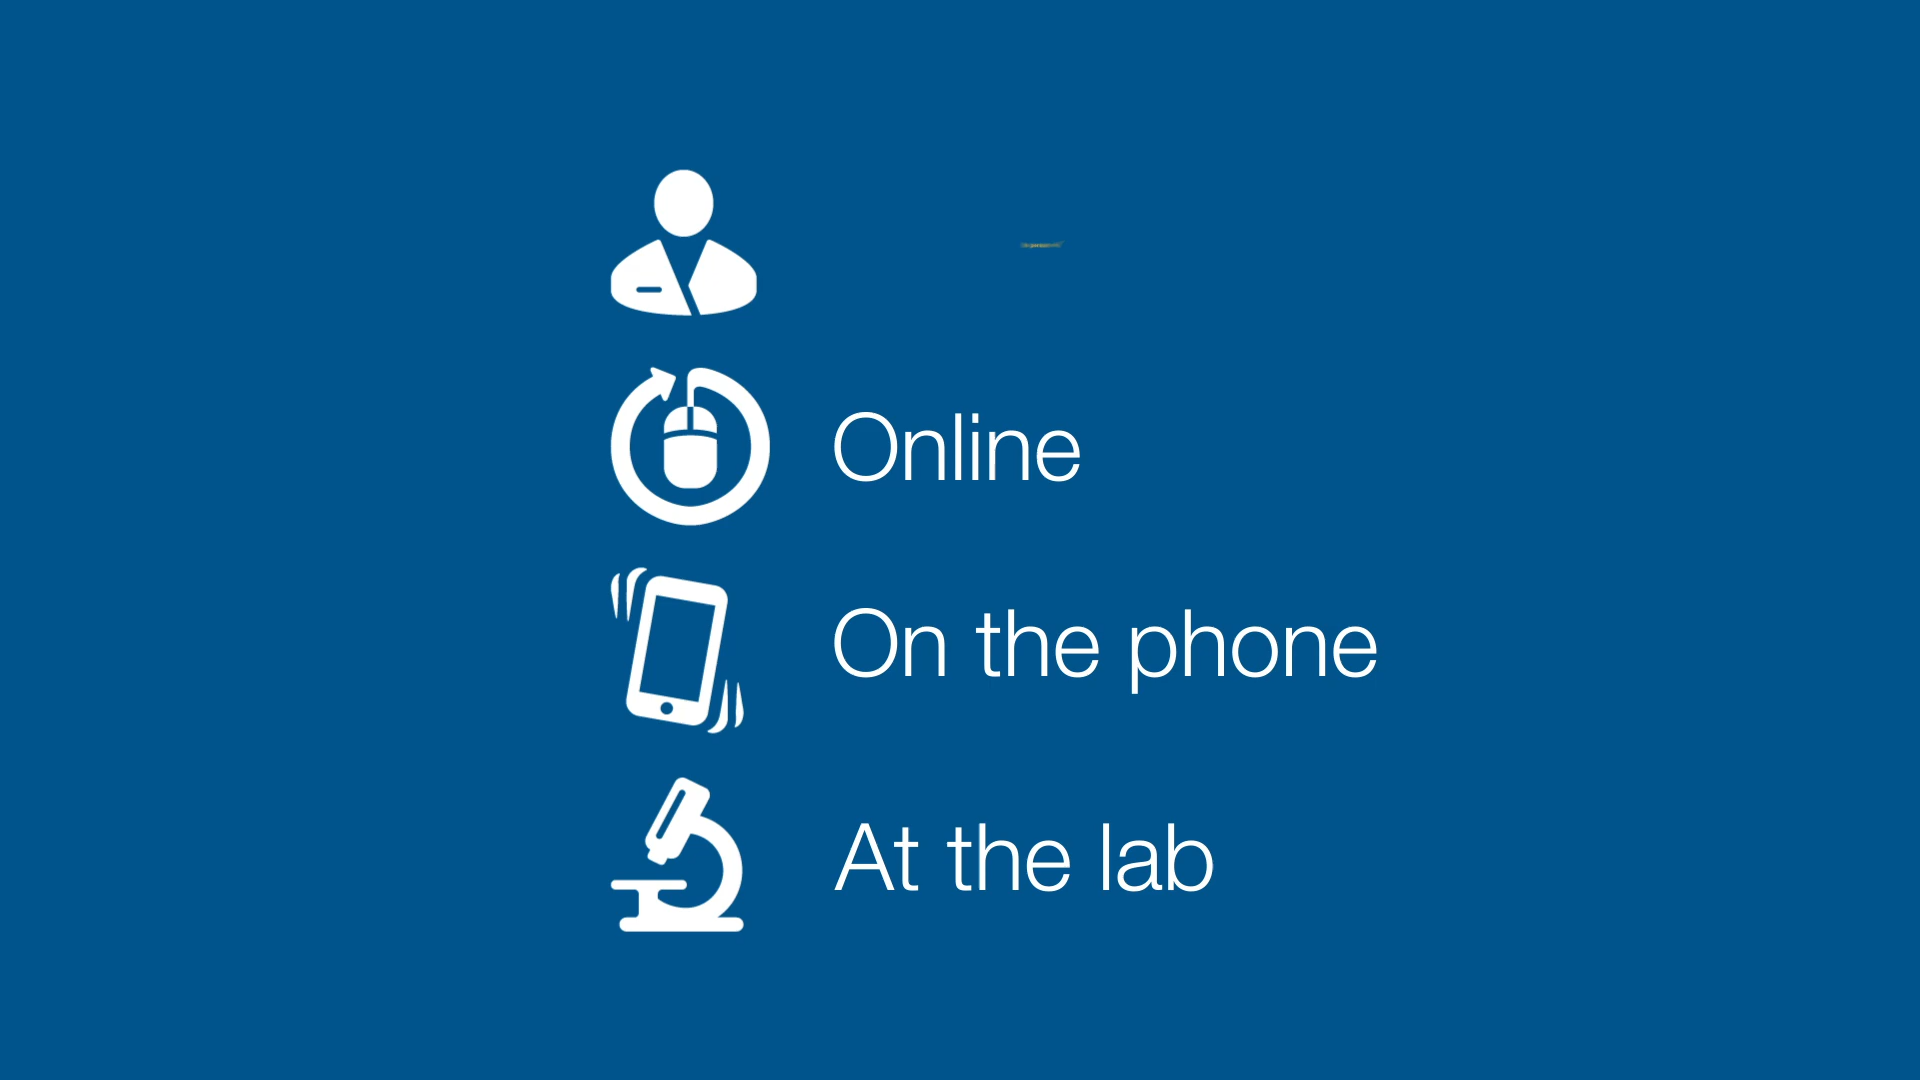 Online
On the phone
At the lab